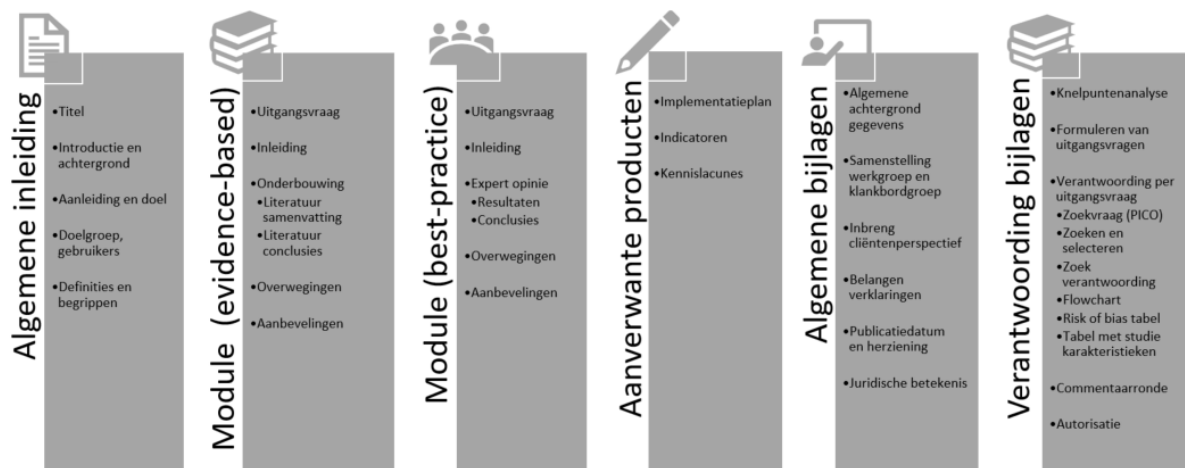 Algemene inleiding
•Titel
•Introductie en
achtergrond
•Aanleiding en doel
•Doelgroep,
gebruikers
•Definities en
begrippen
Module (evidence-based)
•Uitgangsvraag
•Inleiding
•Onderbouwing
•Literatuur
samenvatting
•Literatuur
conclusies
•Overwegingen
•Aanbevelingen
Module (best-practice)
•Uitgangsvraag
•Inleiding
•Expert opinie
•Resultaten
•Conclusies
•Overwegingen
•Aanbevelingen
Aanverwante producten
•Implementatieplan
•Indicatoren
•Kennislacunes
Algemene bijlagen
•Algemene
achtergrond
gegevens
•Samenstelling
werkgroep en
klankbordgroep
•Inbreng
cliëntenperspectief
•Belangen
verklaringen
•Publicatiedatum
en herziening
•Juridische betekenis
Verantwoording bijlagen
•Knelpuntenanalyse
•Formuleren van
uitgangsvragen
•Verantwoording per
uitgangsvraag
•Zoekvraag (PICO)
•Zoeken en
selecteren
•Zoek
verantwoording
•Flowchart
•Risk of bias tabel
•Tabel met studie
karakteristieken
•Commentaarronde
•Autorisatie